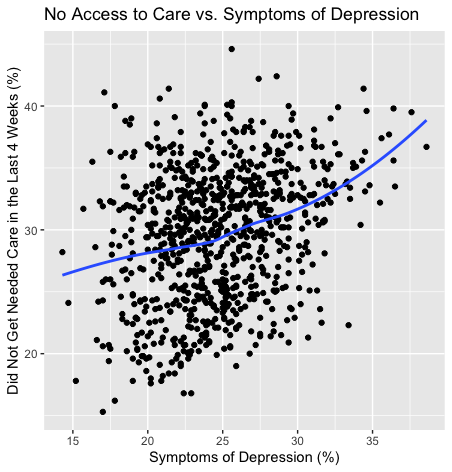 No Access to Care vs. Symptoms of Depression
Did Not Get Needed Care in the Last 4 Weeks (%)
40
30
20
15 20 25 30 35
Symptoms of Depression (%)